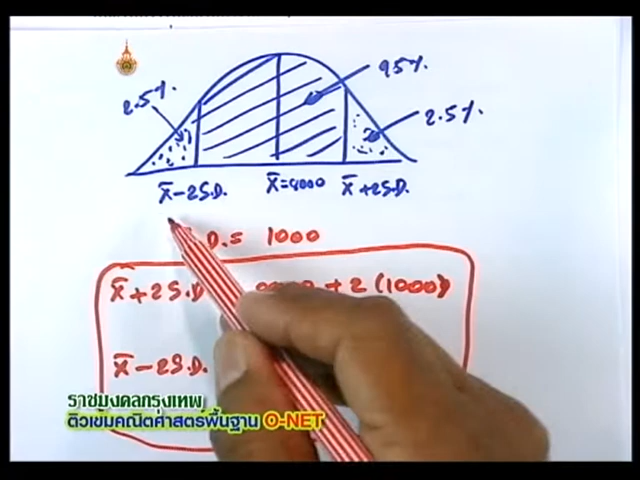 95%
2.5%
2.5%
x̄-2S.D. x̄=4000 x̄+2S.D.
D.= 1000
x̄+2S.D + 2(1000)
x̄-2S.D.
ราชมงคลกรุงเทพ
ติวเข้มคณิตศาสตร์พื้นฐาน O-NET